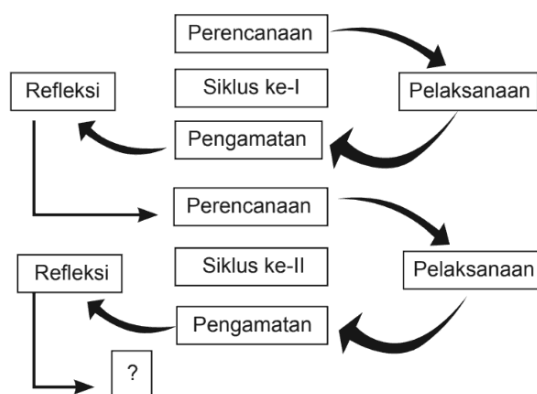 Perencanaan
Refleksi
Siklus ke-I
Pelaksanaan
Pengamatan
Perencanaan
Refleksi
Siklus ke-II
Pelaksanaan
Pengamatan
?